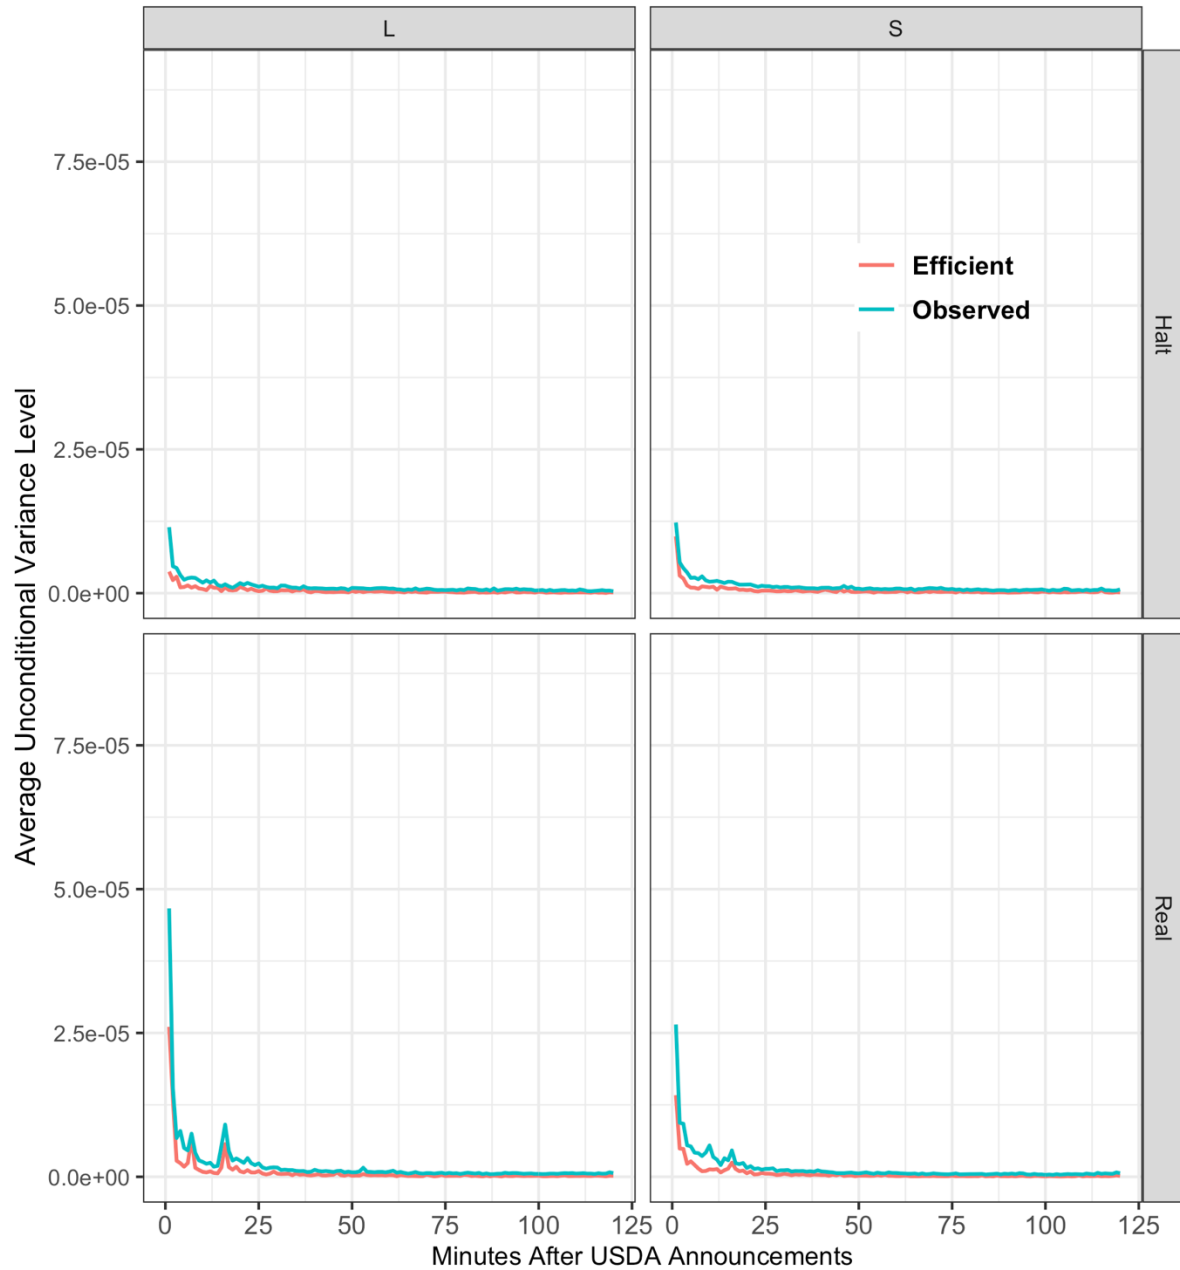 L
S
7.5e-05
5.0e-05
2.5e-05
0.0e+00
Efficient
Observed
Halt
7.5e-05
5.0e-05
2.5e-05
0.0e+00
Real
Average Unconditional Variance Level
0 25 50 75 100 125
0 25 50 75 100 125
Minutes After USDA Announcements